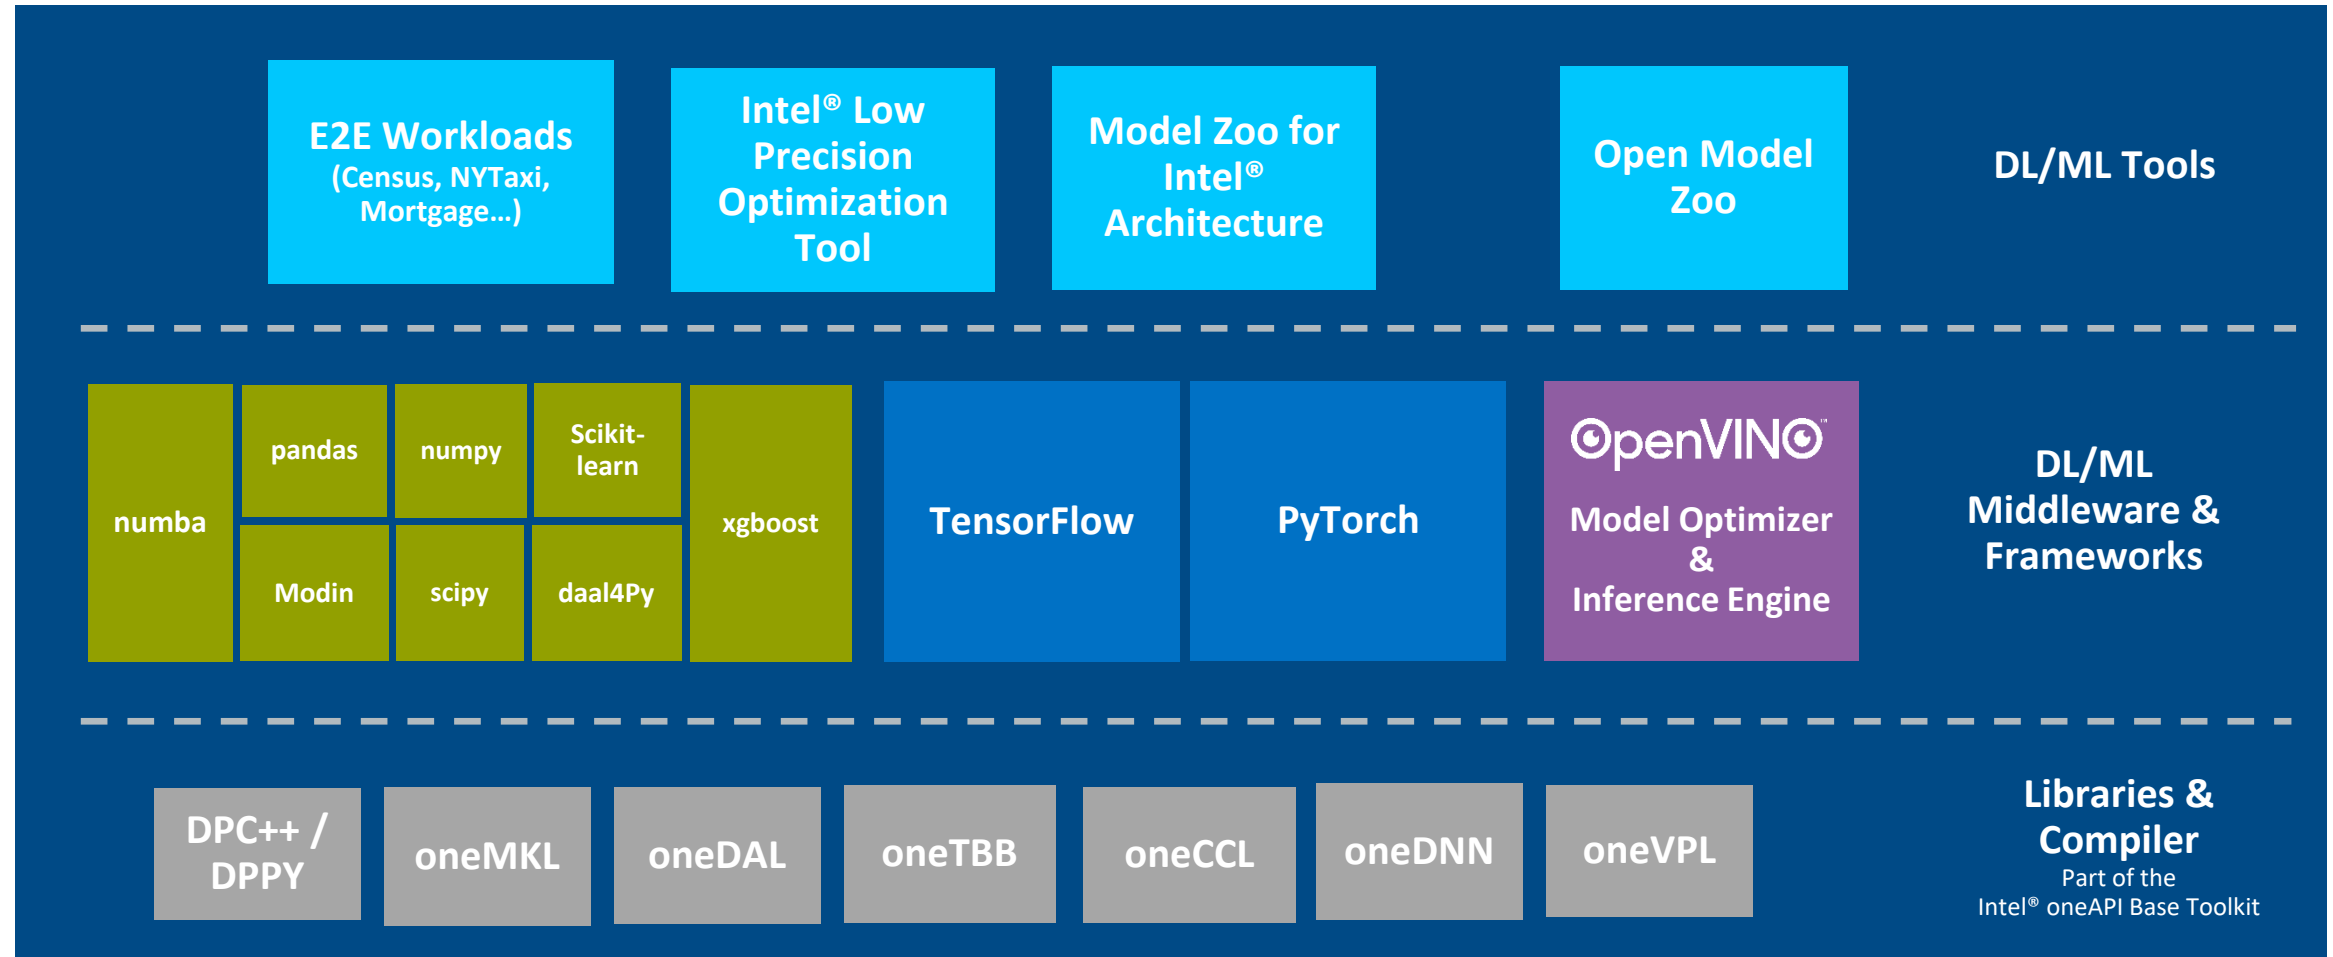 E2E Workloads
(Census, NYTaxi,
Mortgage...)
Intel® Low
Precision
Optimization
Tool
Model Zoo for
Intel®
Architecture
Open Model
Zoo
DL/ML Tools
numba
pandas
numpy
Scikit-
learn
Modin
scipy
daal4Py
xgboost
TensorFlow
PyTorch
OpenVINO™
Model Optimizer
&
Inference Engine
DL/ML
Middleware &
Frameworks
DPC++ /
DPPY
oneMKL
oneDAL
oneTBB
oneCCL
oneDNN
oneVPL
Libraries &
Compiler
Part of the
Intel® oneAPI Base Toolkit